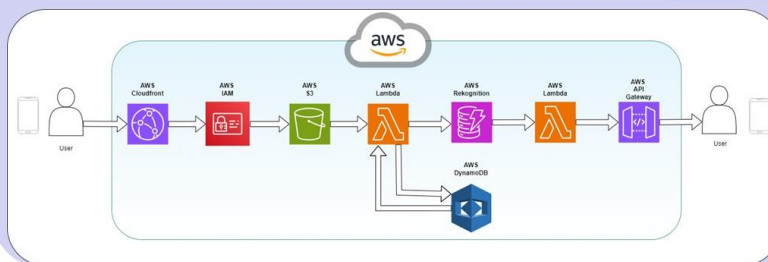 aws
AWS
Cloudfront
AWS
IAM
AWS
S3
AWS
Lambda
AWS
Rekognition
AWS
Lambda
AWS
API
Gateway
User
User
AWS
DynamoDB